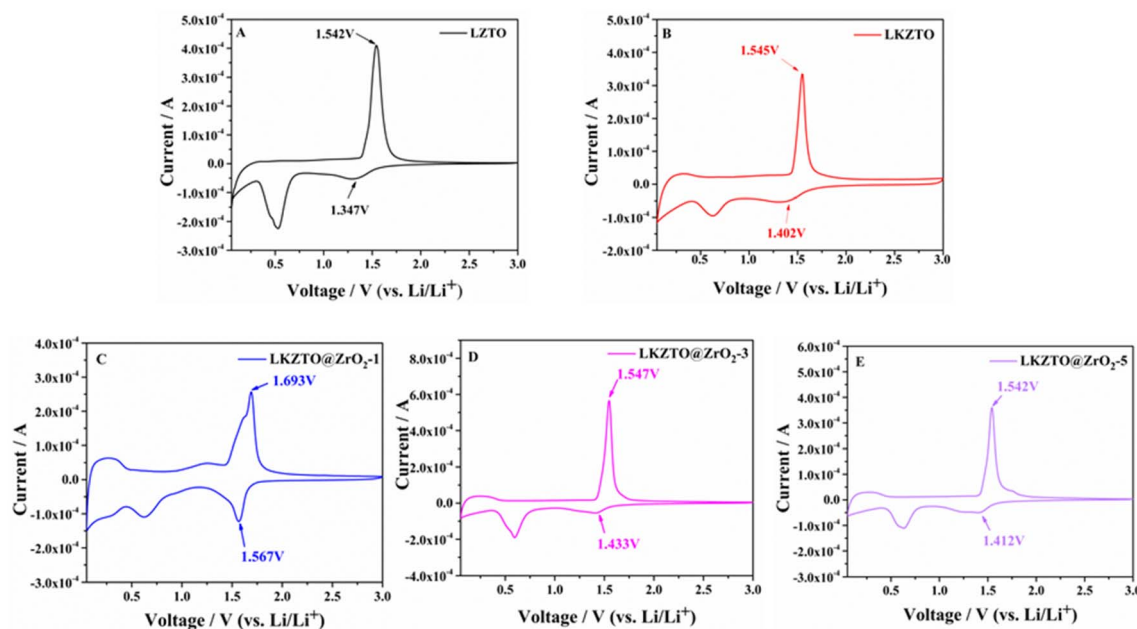 A
LZTO
1.542V
1.347V
5.0x10⁻⁴
4.0x10⁻⁴
3.0x10⁻⁴
2.0x10⁻⁴
1.0x10⁻⁴
0.0
-1.0x10⁻⁴
-2.0x10⁻⁴
-3.0x10⁻⁴
Current / A
0.5 1.0 1.5 2.0 2.5 3.0
Voltage / V (vs. Li/Li⁺)
B
LKZTO
1.545V
1.402V
5.0x10⁻⁴
4.0x10⁻⁴
3.0x10⁻⁴
2.0x10⁻⁴
1.0x10⁻⁴
0.0
-1.0x10⁻⁴
-2.0x10⁻⁴
Current / A
0.5 1.0 1.5 2.0 2.5 3.0
Voltage / V (vs. Li/Li⁺)
C
LKZTO@ZrO₂-1
1.693V
1.567V
4.0x10⁻⁴
3.0x10⁻⁴
2.0x10⁻⁴
1.0x10⁻⁴
0.0
-1.0x10⁻⁴
-2.0x10⁻⁴
-3.0x10⁻⁴
Current / A
0.5 1.0 1.5 2.0 2.5 3.0
Voltage / V (vs. Li/Li⁺)
D
LKZTO@ZrO₂-3
1.547V
1.433V
8.0x10⁻⁴
6.0x10⁻⁴
4.0x10⁻⁴
2.0x10⁻⁴
0.0
-2.0x10⁻⁴
-4.0x10⁻⁴
Current / A
0.5 1.0 1.5 2.0 2.5 3.0
Voltage / V (vs. Li/Li⁺)
E
LKZTO@ZrO₂-5
1.542V
1.412V
6.0x10⁻⁴
5.0x10⁻⁴
4.0x10⁻⁴
3.0x10⁻⁴
2.0x10⁻⁴
1.0x10⁻⁴
0.0
-1.0x10⁻⁴
-2.0x10⁻⁴
-3.0x10⁻⁴
Current / A
0.5 1.0 1.5 2.0 2.5 3.0
Voltage / V (vs. Li/Li⁺)